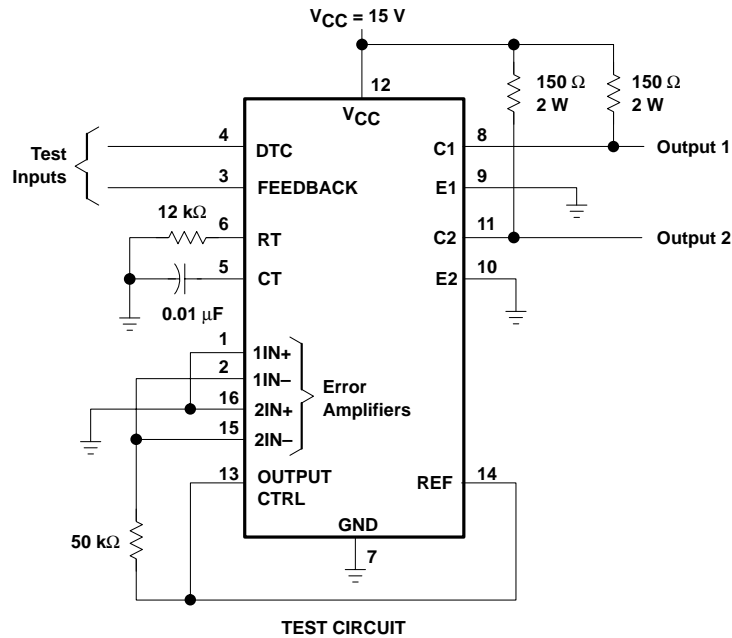 VCC = 15 V
12
VCC
150 Ω
2 W
150 Ω
2 W
Test
Inputs
4
DTC
C1
8
Output 1
3
FEEDBACK
E1
9
12 kΩ
6
RT
C2
11
Output 2
5
CT
0.01 µF
E2
10
1
1IN+
2
1IN–
16
2IN+
15
2IN–
Error
Amplifiers
13
OUTPUT
CTRL
REF
14
50 kΩ
GND
7
TEST CIRCUIT